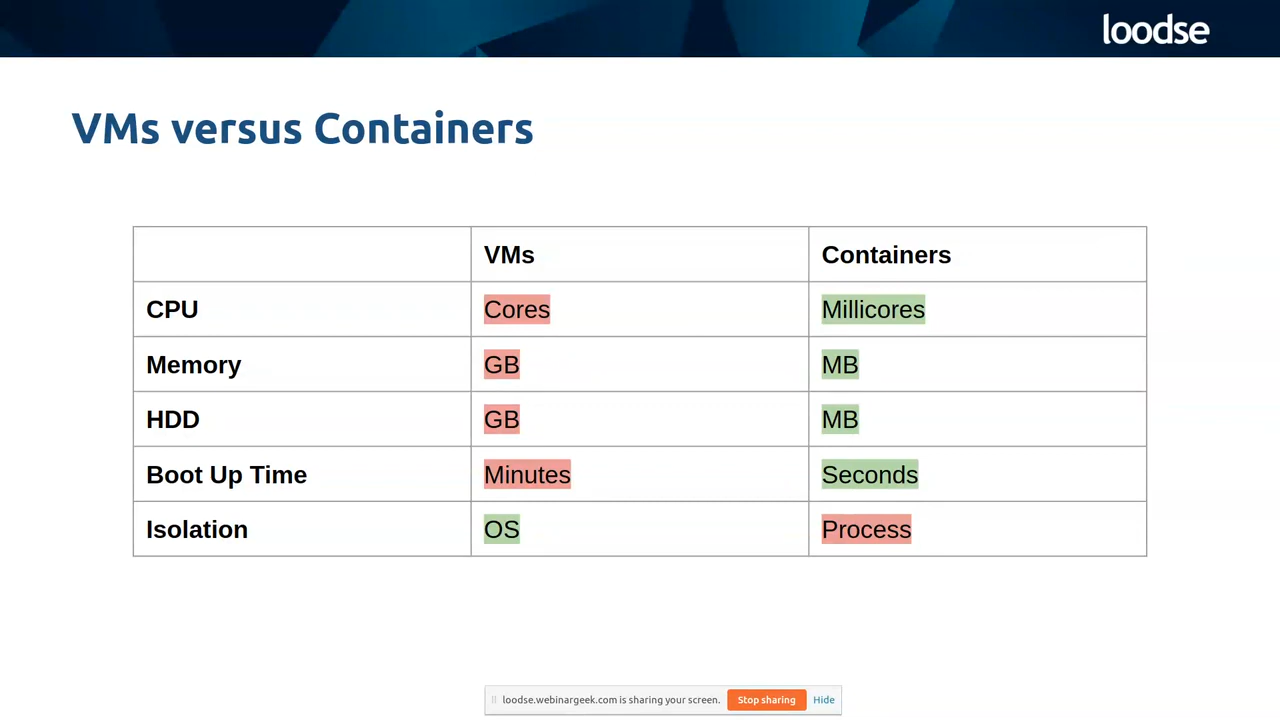 loodse
VMs versus Containers
VMs Containers
CPU Cores Millicores
Memory GB MB
HDD GB MB
Boot Up Time Minutes Seconds
Isolation OS Process
loodse.webinargeek.com is sharing your screen. Stop sharing Hide